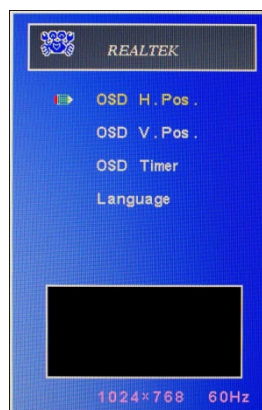 REALTEK
OSD H.Pos.
OSD V.Pos.
OSD Timer
Language
1024×768 60Hz